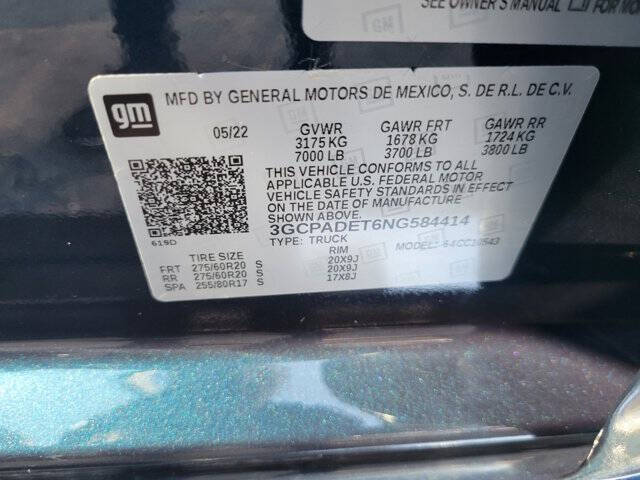 SEE OWNER'S MANUAL FOR MO
gm
MFD BY GENERAL MOTORS DE MEXICO, S. DE R.L. DE C.V.
05/22 GVWR GAWR FRT GAWR RR
3175 KG 1678 KG 1724 KG
7000 LB 3700 LB 3800 LB
THIS VEHICLE CONFORMS TO ALL
APPLICABLE U.S. FEDERAL MOTOR
VEHICLE SAFETY STANDARDS IN EFFECT
ON THE DATE OF MANUFACTURE
SHOWN ABOVE.
3GCPADET6NG584414
TYPE: TRUCK MODEL:
619D
TIRE SIZE RIM
FRT 275/60R20 S 20X9J
RR 275/60R20 S 20X9J
SPA 255/80R17 S 17X8J